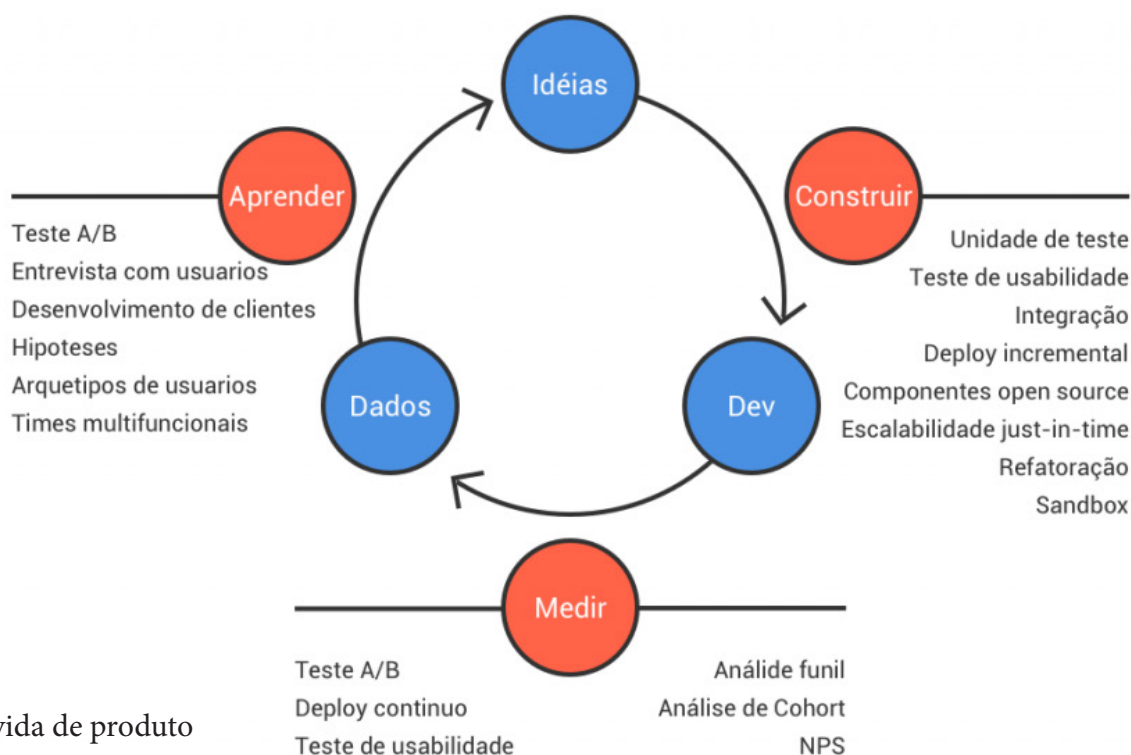 Idéias
Aprender
Construir
Teste A/B
Entrevista com usuarios
Desenvolvimento de clientes
Hipoteses
Arquetipos de usuarios
Times multifuncionais
Unidade de teste
Teste de usabilidade
Integração
Deploy incremental
Componentes open source
Escalabilidade just-in-time
Refatoração
Sandbox
Dados
Dev
Medir
Teste A/B
Deploy continuo
Teste de usabilidade
Análide funil
Análise de Cohort
NPS
vida de produto